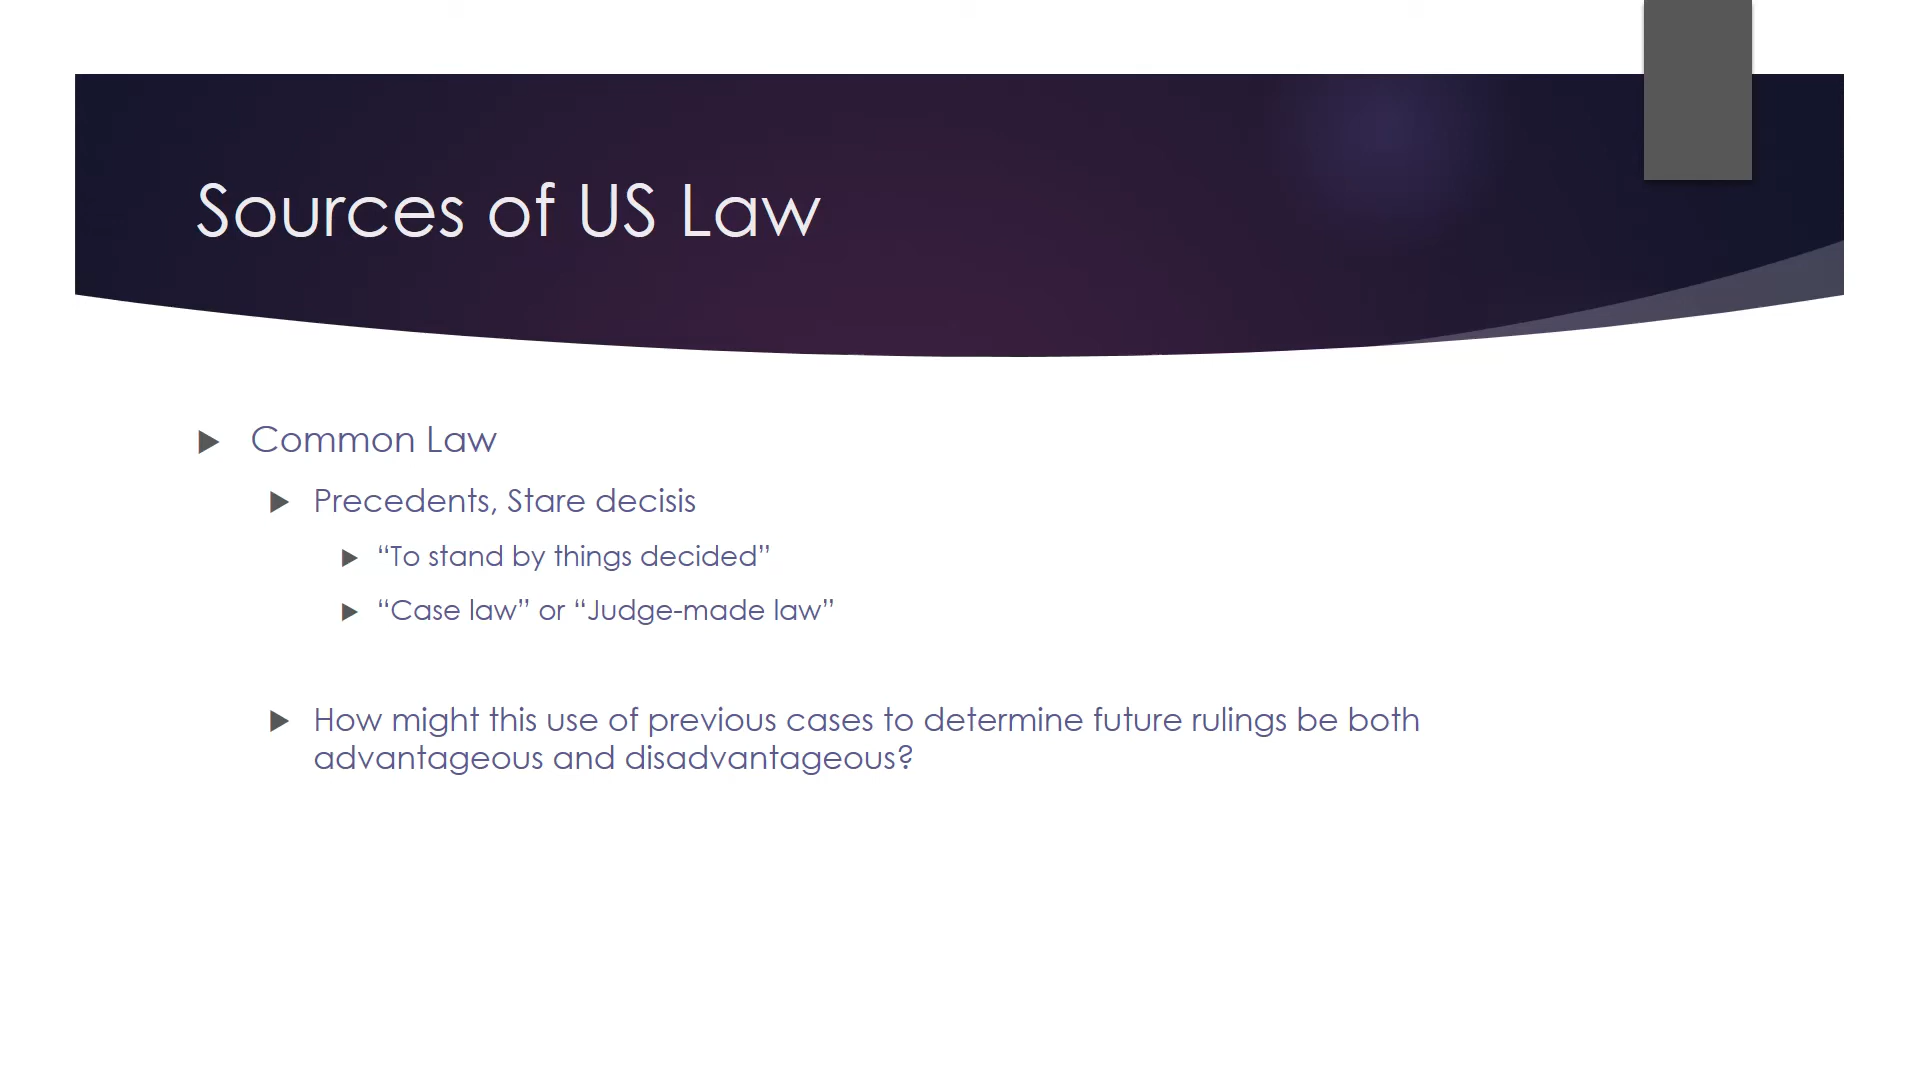 Sources of US Law
Common Law
Precedents, Stare decisis
“To stand by things decided”
“Case law” or “Judge-made law”
How might this use of previous cases to determine future rulings be both
advantageous and disadvantageous?